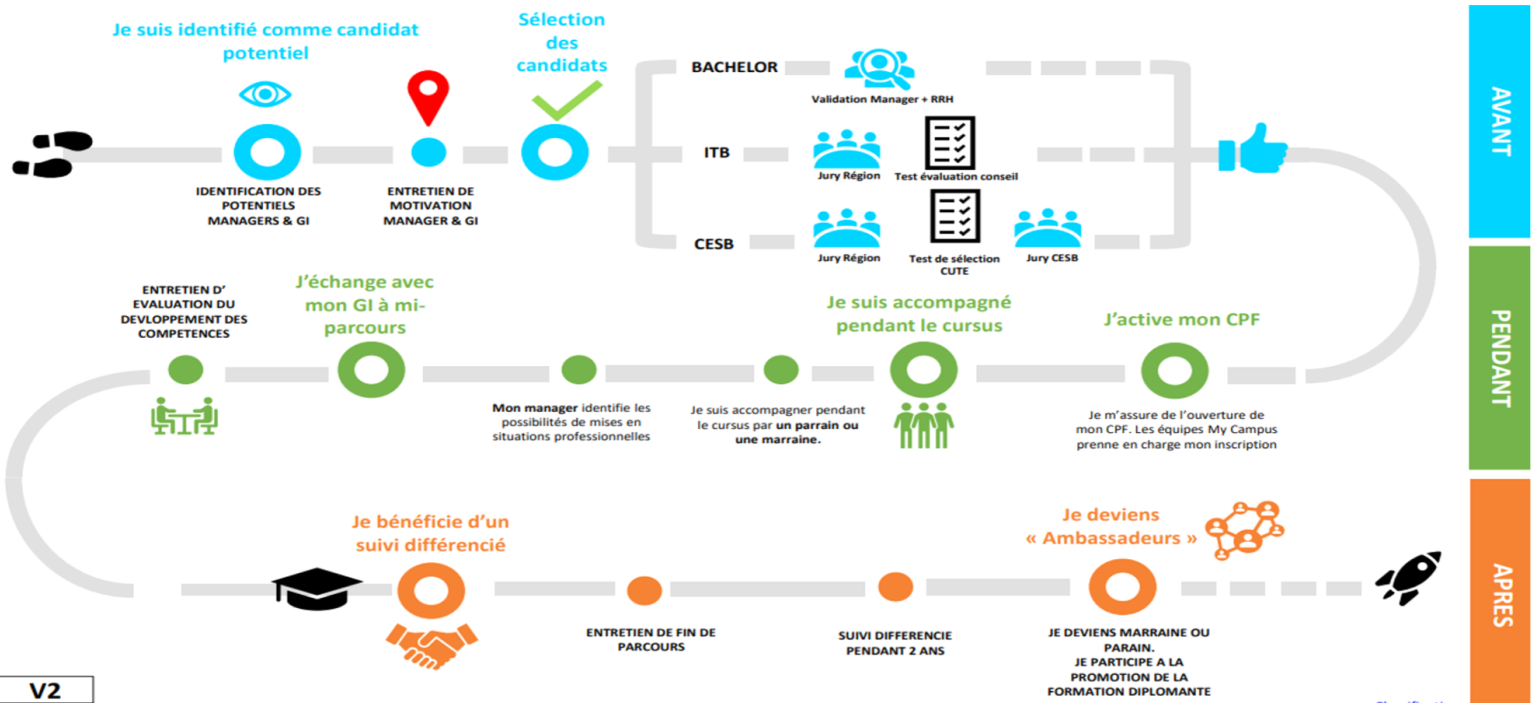 Je suis identifié comme candidat
potentiel
IDENTIFICATION DES
POTENTIELS
MANAGERS & GI
ENTRETIEN DE
MOTIVATION
MANAGER & GI
Sélection
des
candidats
BACHELOR
Validation Manager + RRH
ITB
Jury Région
Test évaluation conseil
CESB
Jury Région
Test de sélection
CUTE
Jury CESB
AVANT
J'active mon CPF
Je m'assure de l'ouverture de
mon CPF. Les équipes My Campus
prenne en charge mon inscription
Je suis accompagné
pendant le cursus
Je suis accompagner pendant
le cursus par un parrain ou
une marraine.
Mon manager identifie les
possibilités de mises en
situations professionnelles
J'échange avec
mon GI à mi-
parcours
ENTRETIEN D'
EVALUATION DU
DEVLOPPEMENT DES
COMPETENCES
PENDANT
Je bénéficie d'un
suivi différencié
ENTRETIEN DE FIN DE
PARCOURS
SUIVI DIFFERENCIE
PENDANT 2 ANS
Je deviens
« Ambassadeurs »
JE DEVIENS MARRAINE OU
PARAIN.
JE PARTICIPE A LA
PROMOTION DE LA
FORMATION DIPLOMANTE
APRES
V2